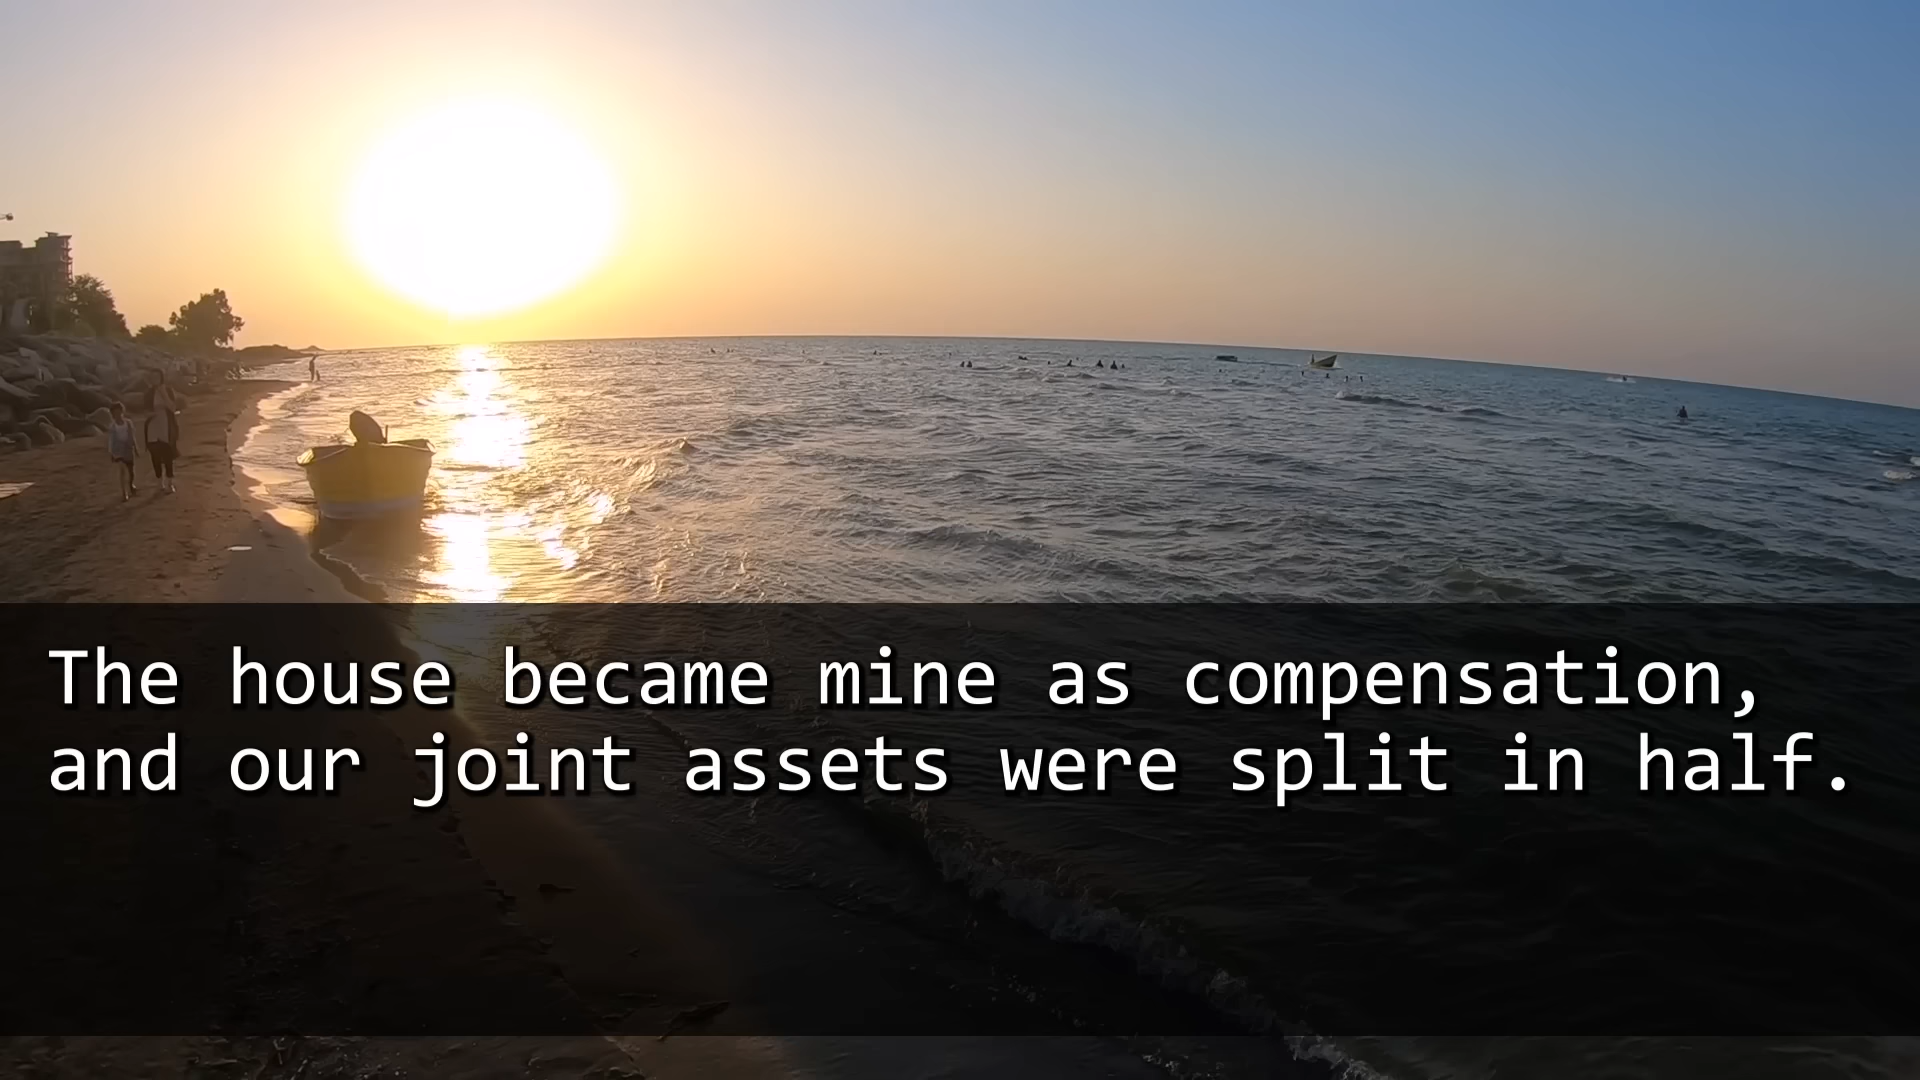 The house became mine as compensation,
and our joint assets were split in half.